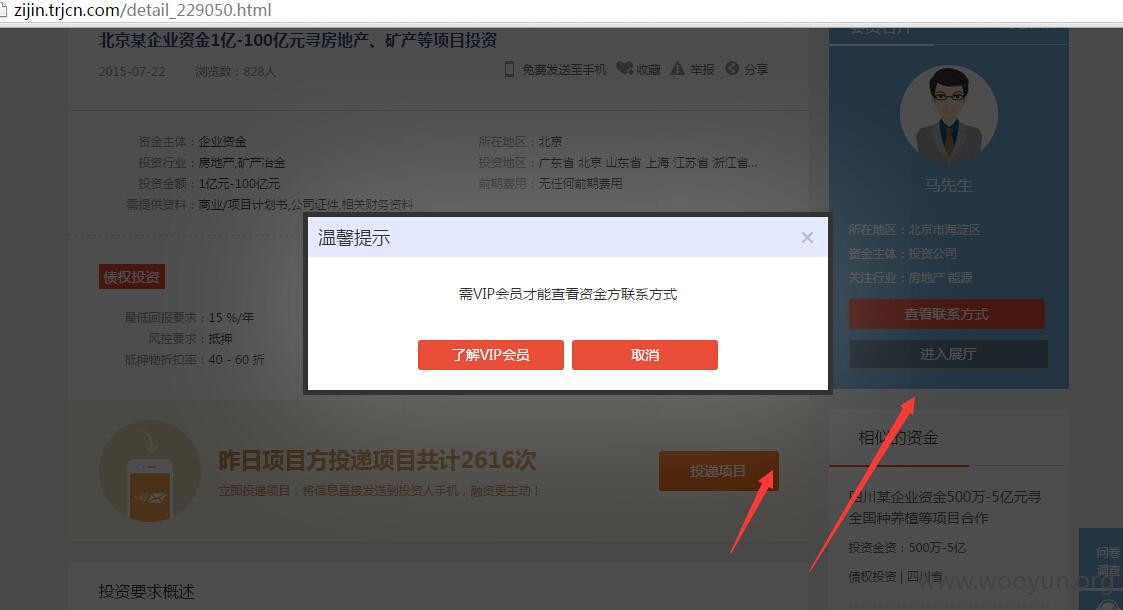 zijin.trjcn.com/detail_229050.html
北京某企业资金1亿-100亿元寻房地产、矿产等项目投资
2015-07-22 浏览数：828人 免费发送至手机 收藏 举报 分享
资金主体：企业资金 所在地区：北京
投资行业：房地产,矿产冶金 投资地区：广东省 北京 山东省 上海 江苏省 浙江省...
投资金额：1亿元-100亿元 前期费用：无任何前期费用
需提供资料：商业/项目计划书,公司证件,相关财务资料
债权投资
最低回报要求：15 %/年
风控要求：抵押
抵押物折扣率：40 - 60 折
温馨提示 ×
需VIP会员才能查看资金方联系方式
了解VIP会员 取消
昨日项目方投递项目共计2616次
立即投递项目，将信息直接发送到投资人手机，融资更主动！
投递项目
投资要求概述
会员名片
马先生
所在地区：北京市海淀区
资金主体：投资公司
关注行业：房地产 能源
查看联系方式
进入展厅
相似的资金
四川某企业资金500万-5亿元寻
全国种养植等项目合作
投资金资：500万-5亿
债权投资 | 四川省
问卷
调查
www.wooyun.org